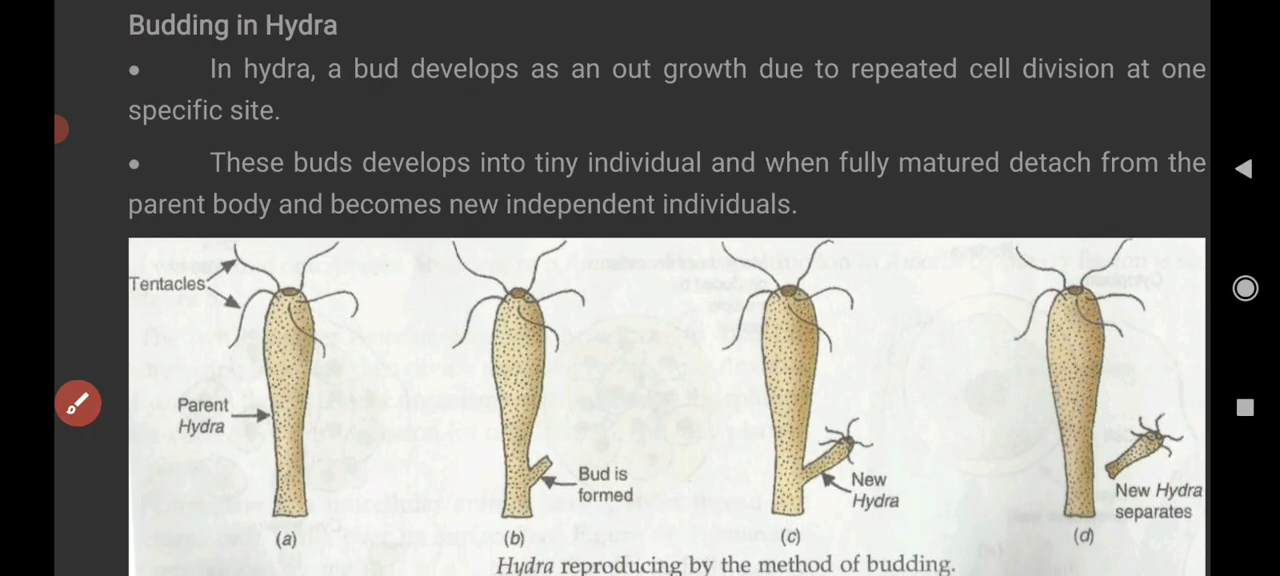 Budding in Hydra
• In hydra, a bud develops as an out growth due to repeated cell division at one
specific site.
• These buds develops into tiny individual and when fully matured detach from the
parent body and becomes new independent individuals.
Tentacles
Parent
Hydra
Bud is
formed
New
Hydra
New Hydra
separates
(a)
(b)
(c)
(d)
Hydra reproducing by the method of budding.